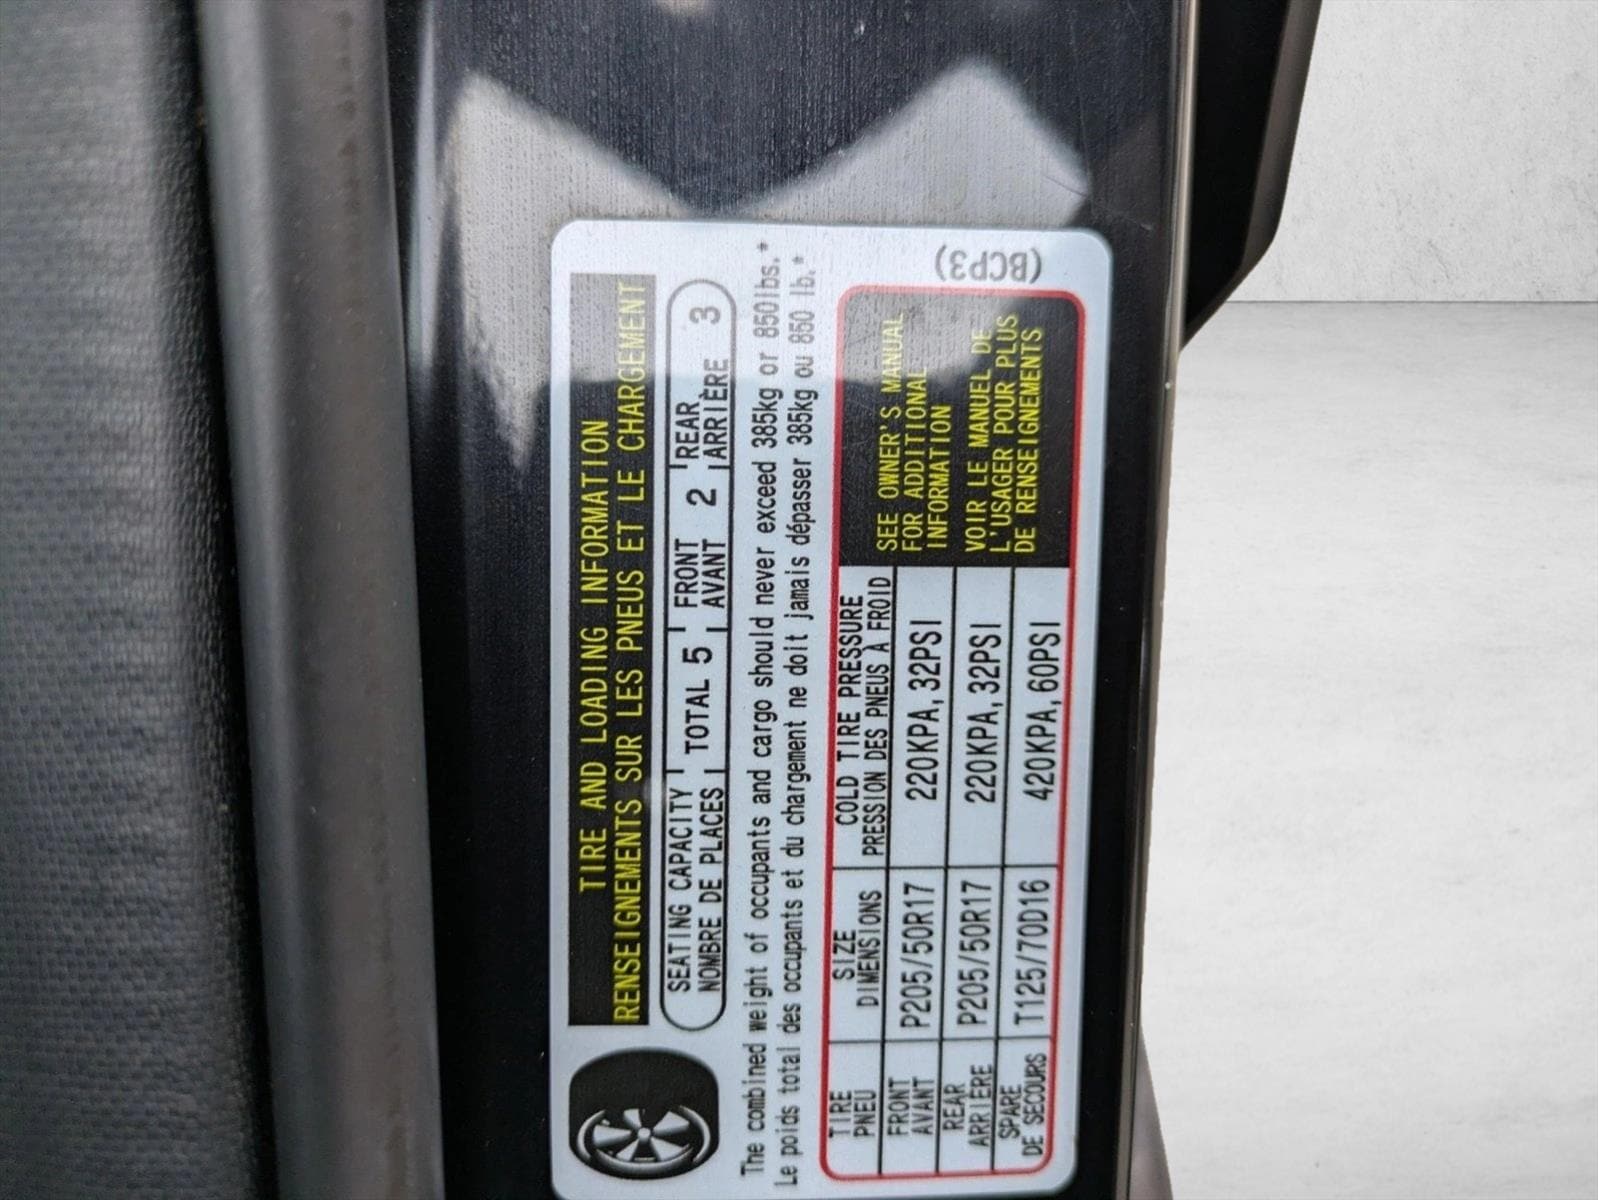 TIRE AND LOADING INFORMATION
RENSEIGNEMENTS SUR LES PNEUS ET LE CHARGEMENT
SEATING CAPACITY TOTAL 5 FRONT 2 REAR 3
NOMBRE DE PLACES AVANT ARRIÈRE
The combined weight of occupants and cargo should never exceed 385kg or 850lbs.*
Le poids total des occupants et du chargement ne doit jamais dépasser 385kg ou 850 lb.*
TIRE SIZE COLD TIRE PRESSURE
PNEU DIMENSIONS PRESSION DES PNEUS À FROID
FRONT P205/50R17 220KPA, 32PSI
AVANT
REAR P205/50R17 220KPA, 32PSI
ARRIÈRE
SPARE T125/70D16 420KPA, 60PSI
DE SECOURS
SEE OWNER'S MANUAL
FOR ADDITIONAL
INFORMATION
VOIR LE MANUEL DE
L'USAGER POUR PLUS
DE RENSEIGNEMENTS
(BCP3)